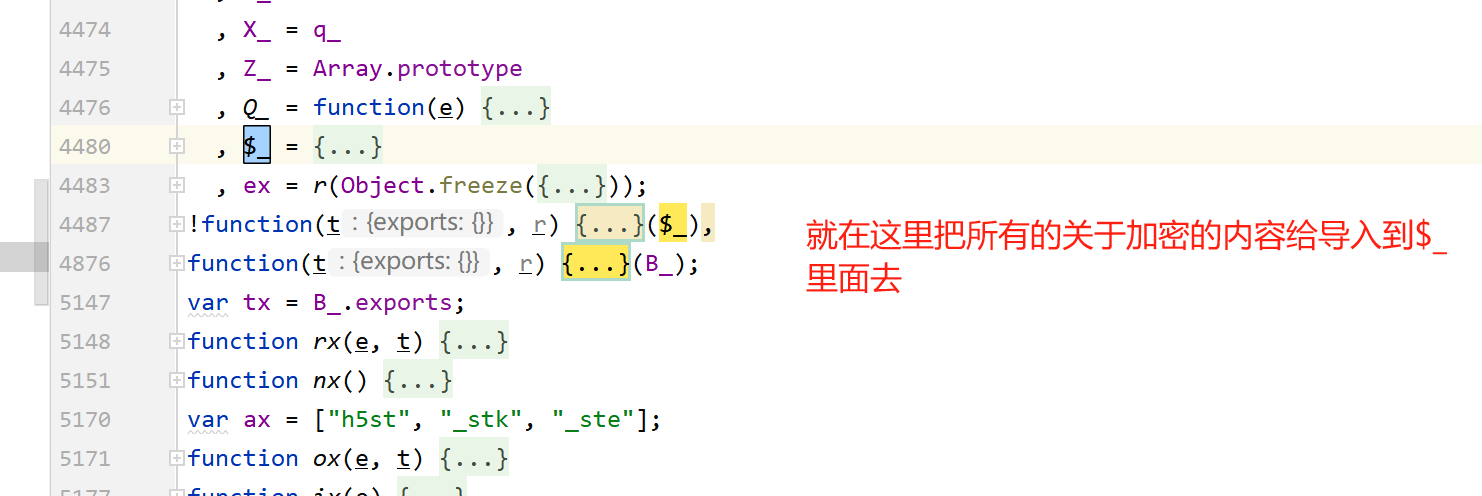 4474 , X_ = q_
4475 , Z_ = Array.prototype
4476 , Q_ = function(e) {...}
4480 , $_ = {...}
4483 , ex = r(Object.freeze({...}));
4487 !function(t : {exports: {}} , r) {...}($_),
4876 function(t : {exports: {}} , r) {...}(B_);
5147 var tx = B_.exports;
5148 function rx(e, t) {...}
5151 function nx() {...}
5170 var ax = ["h5st", "_stk", "_ste"];
5171 function ox(e, t) {...}
就在这里把所有的关于加密的内容给导入到$_
里面去